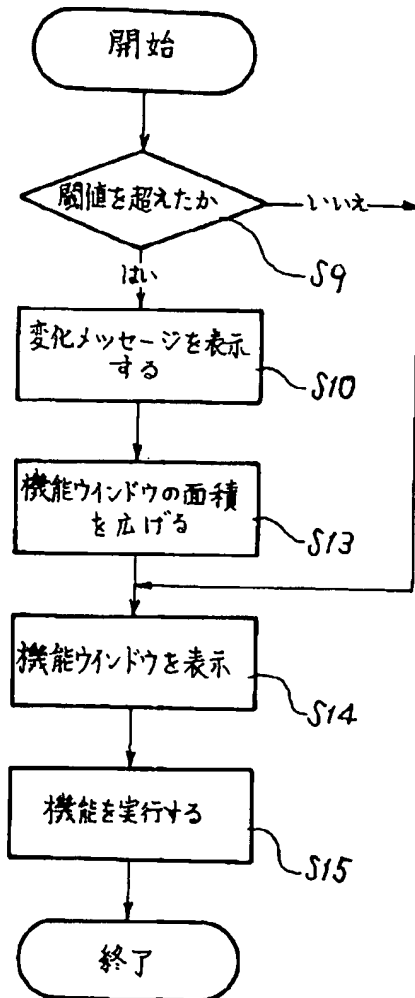 開始
閾値を超えたか
いいえ
S9
はい
変化メッセージを表示
する
S10
機能ウインドウの面積
を広げる
S13
機能ウインドウを表示
S14
機能を実行する
S15
終了